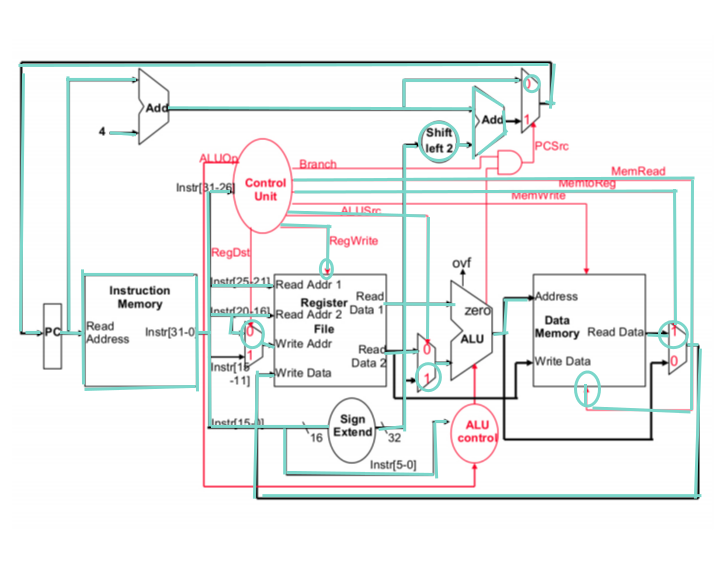 0
Add
Add
4
1
Shift
left 2
PCSrc
ALUOp
Branch
MemRead
Instr[31-26]
Control
Unit
MemtoReg
MemWrite
ALUSrc
RegWrite
RegDst
ovf
Instr[25-21]
Read Addr 1
Instruction
Memory
Register
File
Read
Data 1
zero
Address
Instr[20-16]
Read Addr 2
Data
Memory
Read Data
1
PC
Read
Address
Instr[31-0]
0
Write Addr
ALU
1
Read
Data 2
0
Write Data
0
Instr[15
-11]
Write Data
1
Instr[15-0]
Sign
Extend
16
32
ALU
control
Instr[5-0]